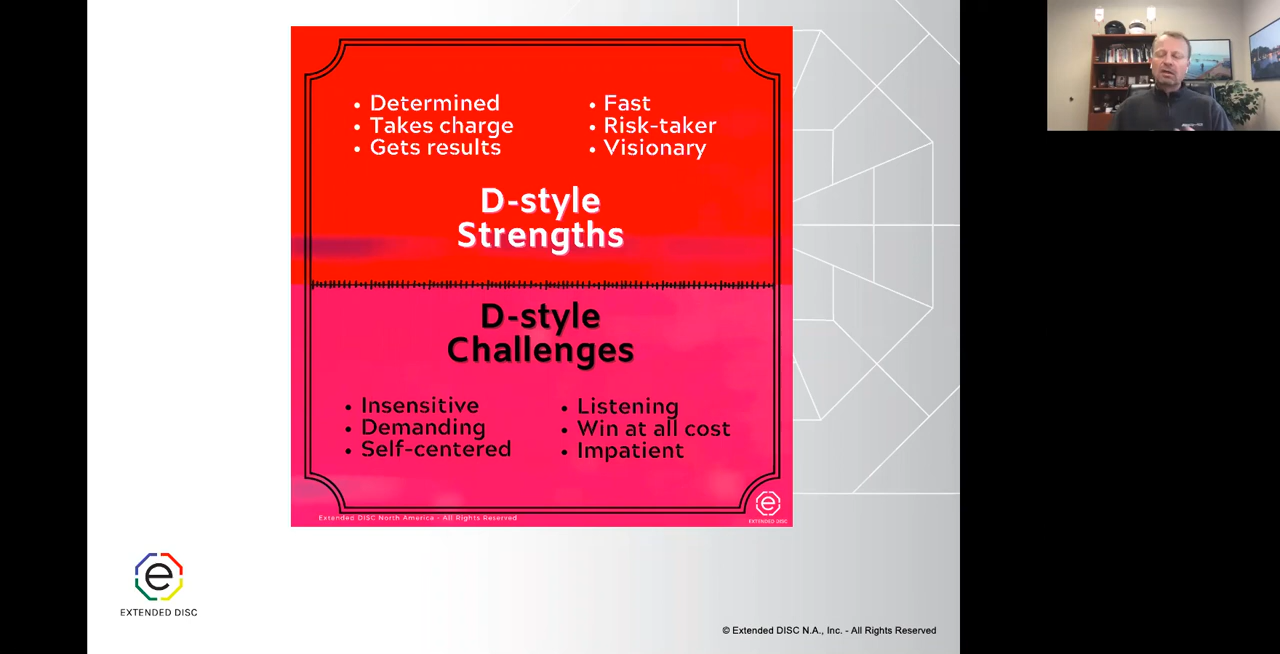 • Determined
• Takes charge
• Gets results
• Fast
• Risk-taker
• Visionary
D-style
Strengths
D-style
Challenges
• Insensitive
• Demanding
• Self-centered
• Listening
• Win at all cost
• Impatient
Extended DISC North America - All Rights Reserved
e
EXTENDED DISC
e
EXTENDED DISC
© Extended DISC N.A., Inc. - All Rights Reserved